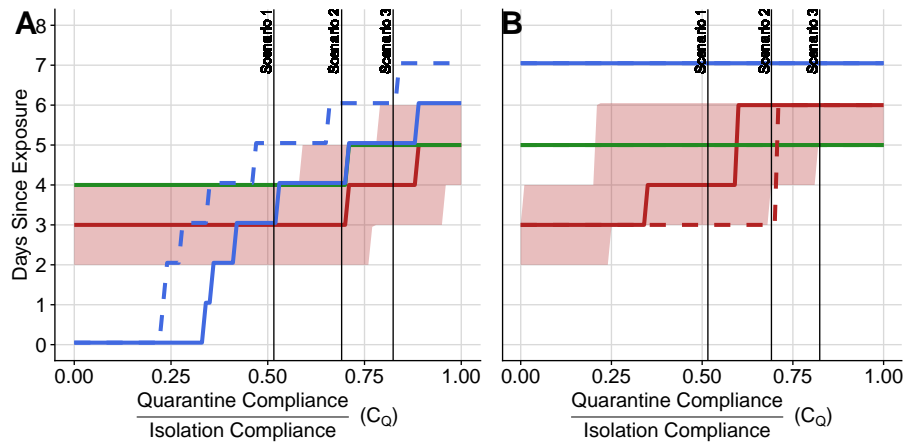 A
B
Scenario 1
Scenario 2
Scenario 3
Scenario 1
Scenario 2
Scenario 3
Days Since Exposure
8
7
6
5
4
3
2
1
0
0.00 0.25 0.50 0.75 1.00
0.00 0.25 0.50 0.75 1.00
Quarantine Compliance
Isolation Compliance
(CQ)
Quarantine Compliance
Isolation Compliance
(CQ)